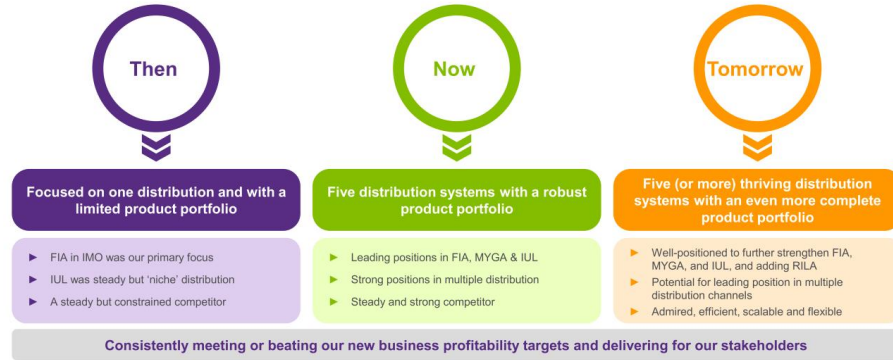 Then
Now
Tomorrow
Focused on one distribution and with a
limited product portfolio
Five distribution systems with a robust
product portfolio
Five (or more) thriving distribution
systems with an even more complete
product portfolio
FIA in IMO was our primary focus
IUL was steady but ‘niche’ distribution
A steady but constrained competitor
Leading positions in FIA, MYGA & IUL
Strong positions in multiple distribution
Steady and strong competitor
Well-positioned to further strengthen FIA,
MYGA, and IUL, and adding RILA
Potential for leading position in multiple
distribution channels
Admired, efficient, scalable and flexible
Consistently meeting or beating our new business profitability targets and delivering for our stakeholders